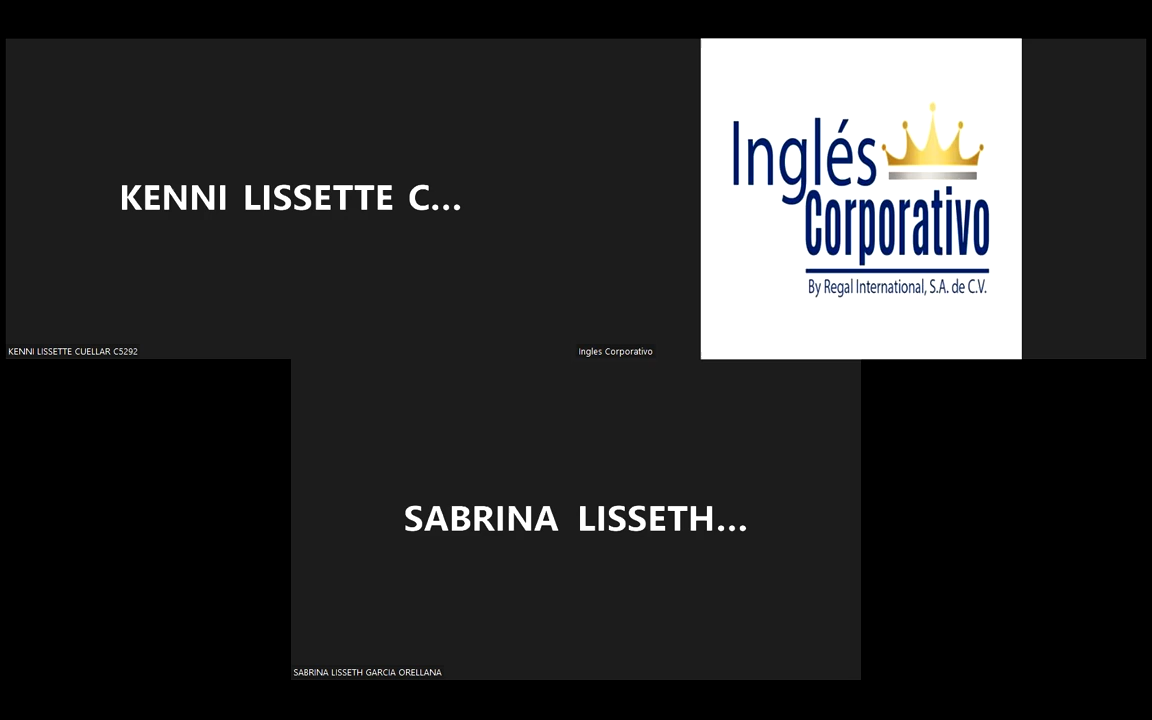 KENNI LISSETTE C...
KENNI LISSETTE CUELLAR C5292
Inglés
Corporativo
By Regal International, S.A. de C.V.
Ingles Corporativo
SABRINA LISSETH...
SABRINA LISSETH GARCIA ORELLANA